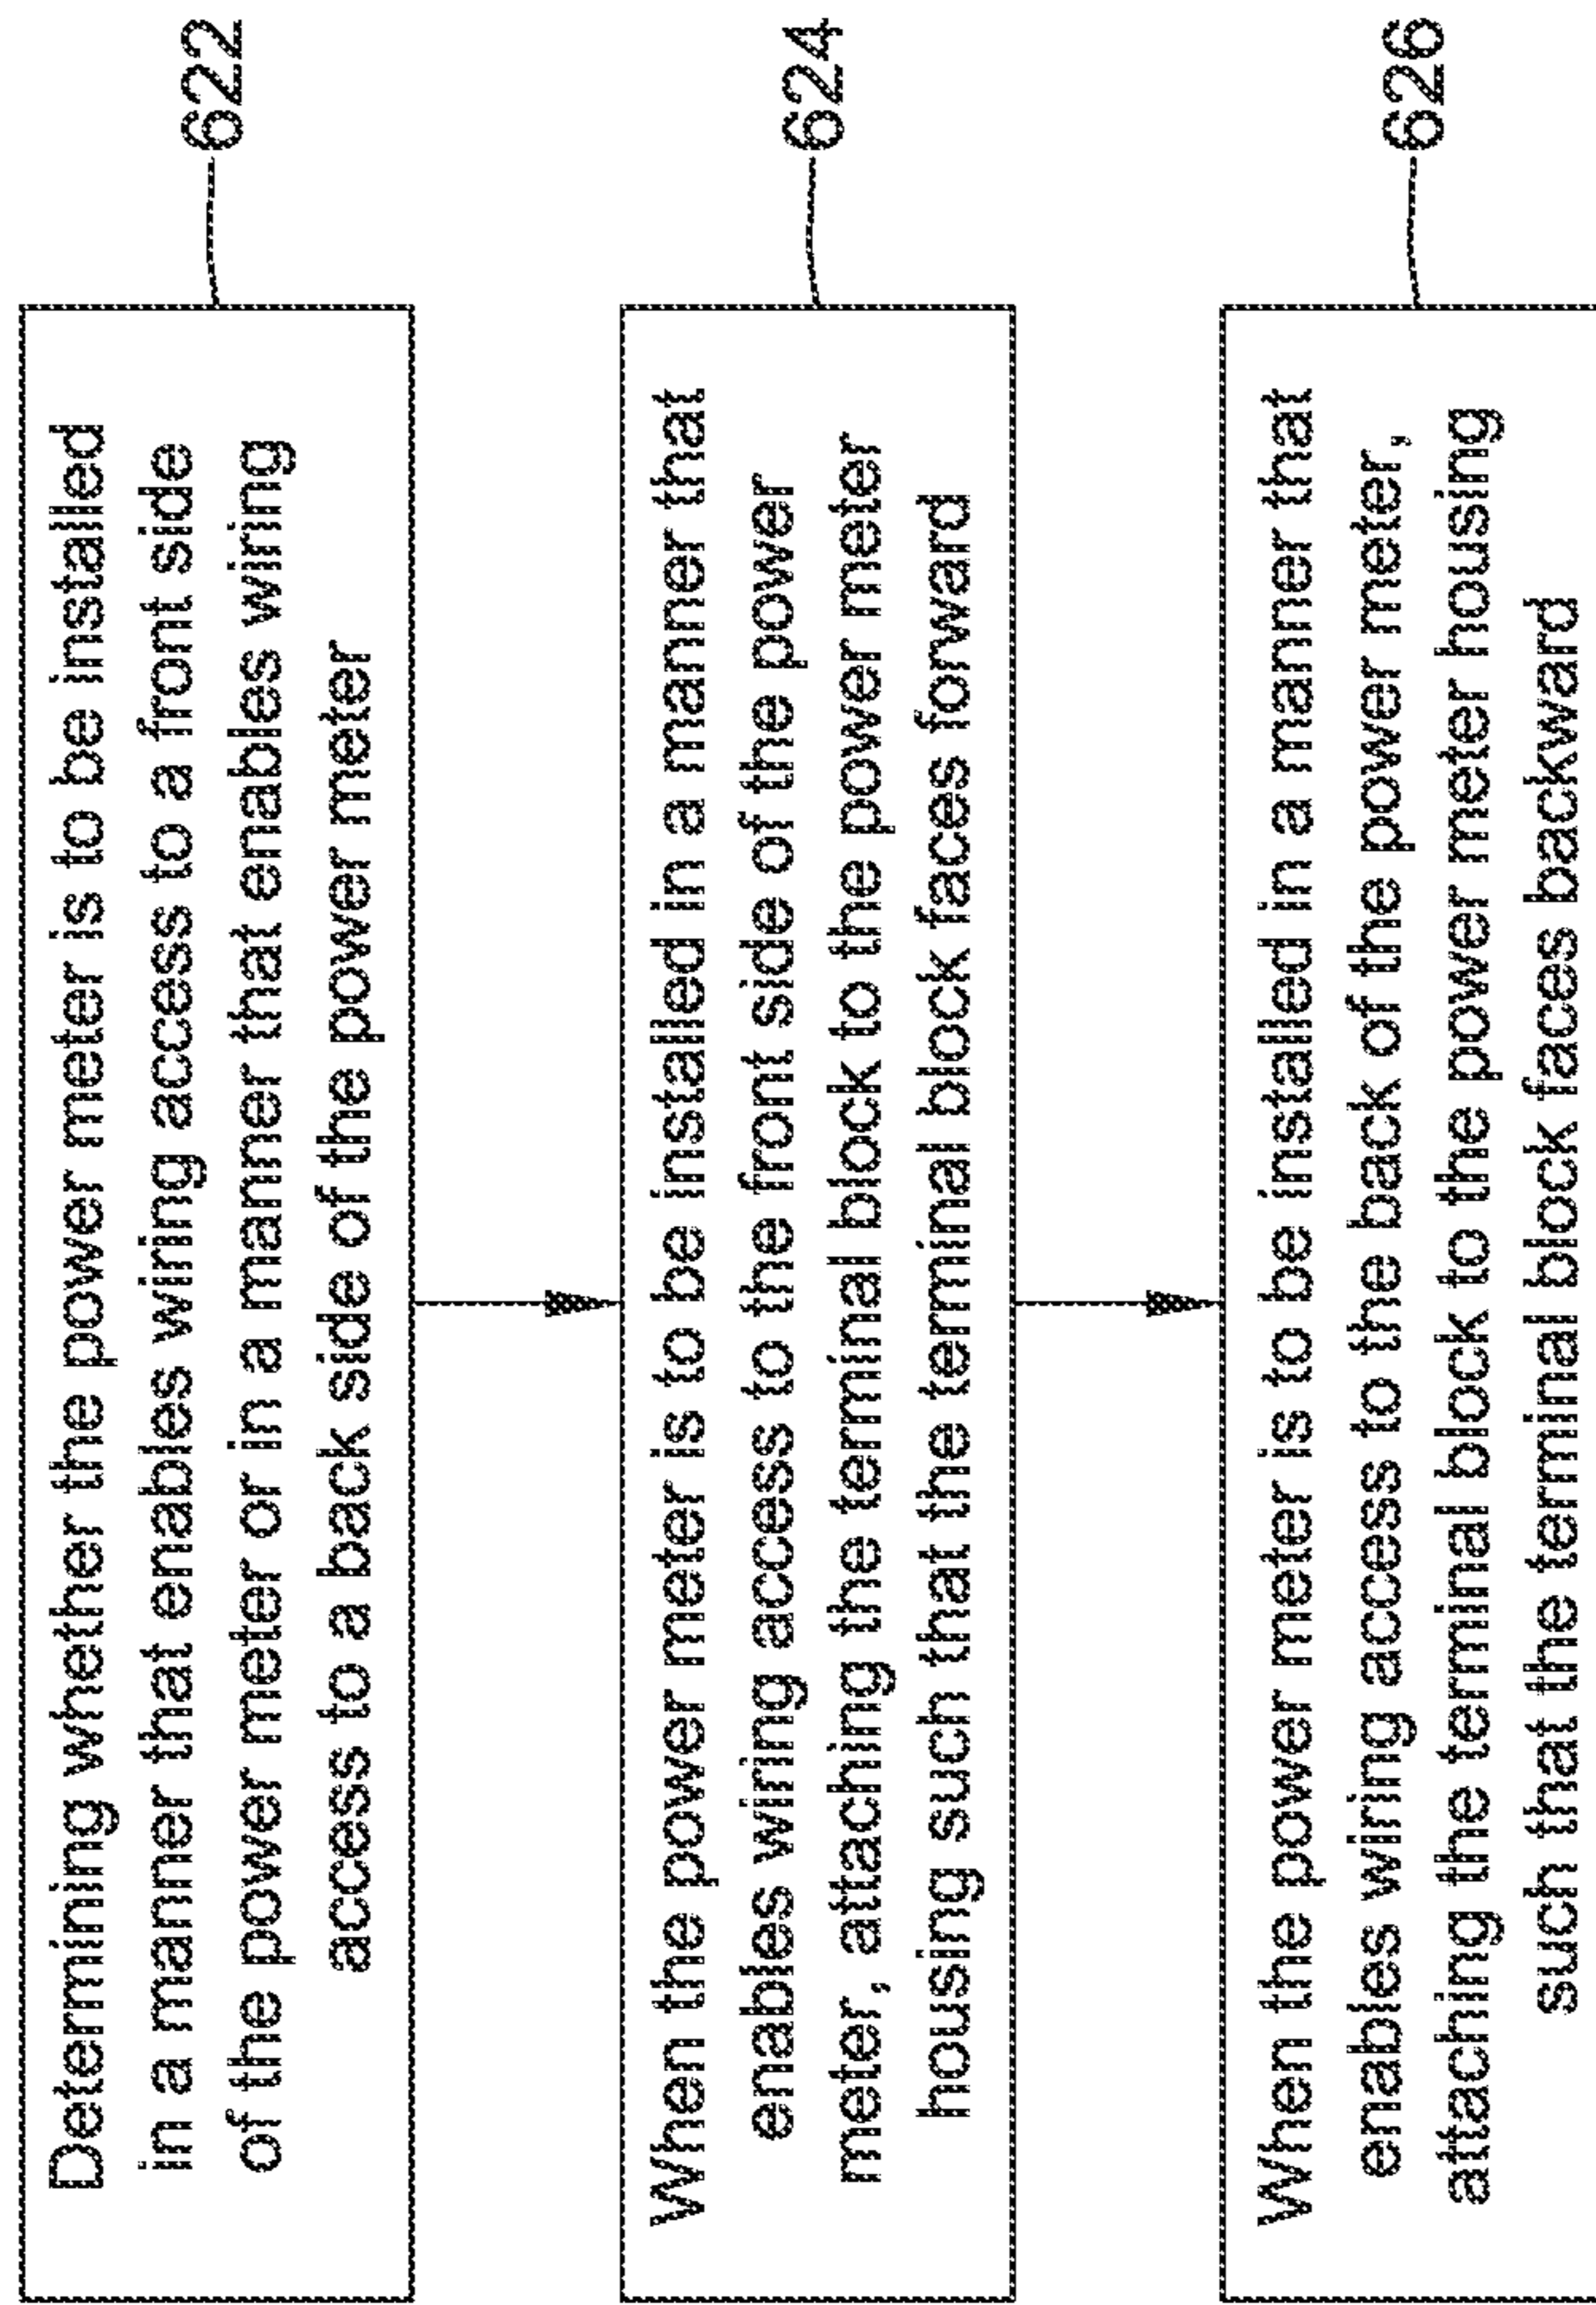 Determining whether the power meter is to be installed
in a manner that enables wiring access to a front side
of the power meter or in a manner that enables wiring
access to a back side of the power meter
622
When the power meter is to be installed in a manner that
enables wiring access to the front side of the power
meter, attaching the terminal block to the power meter
housing such that the terminal block faces forward
624
When the power meter is to be installed in a manner that
enables wiring access to the back of the power meter,
attaching the terminal block to the power meter housing
such that the terminal block faces backward
626